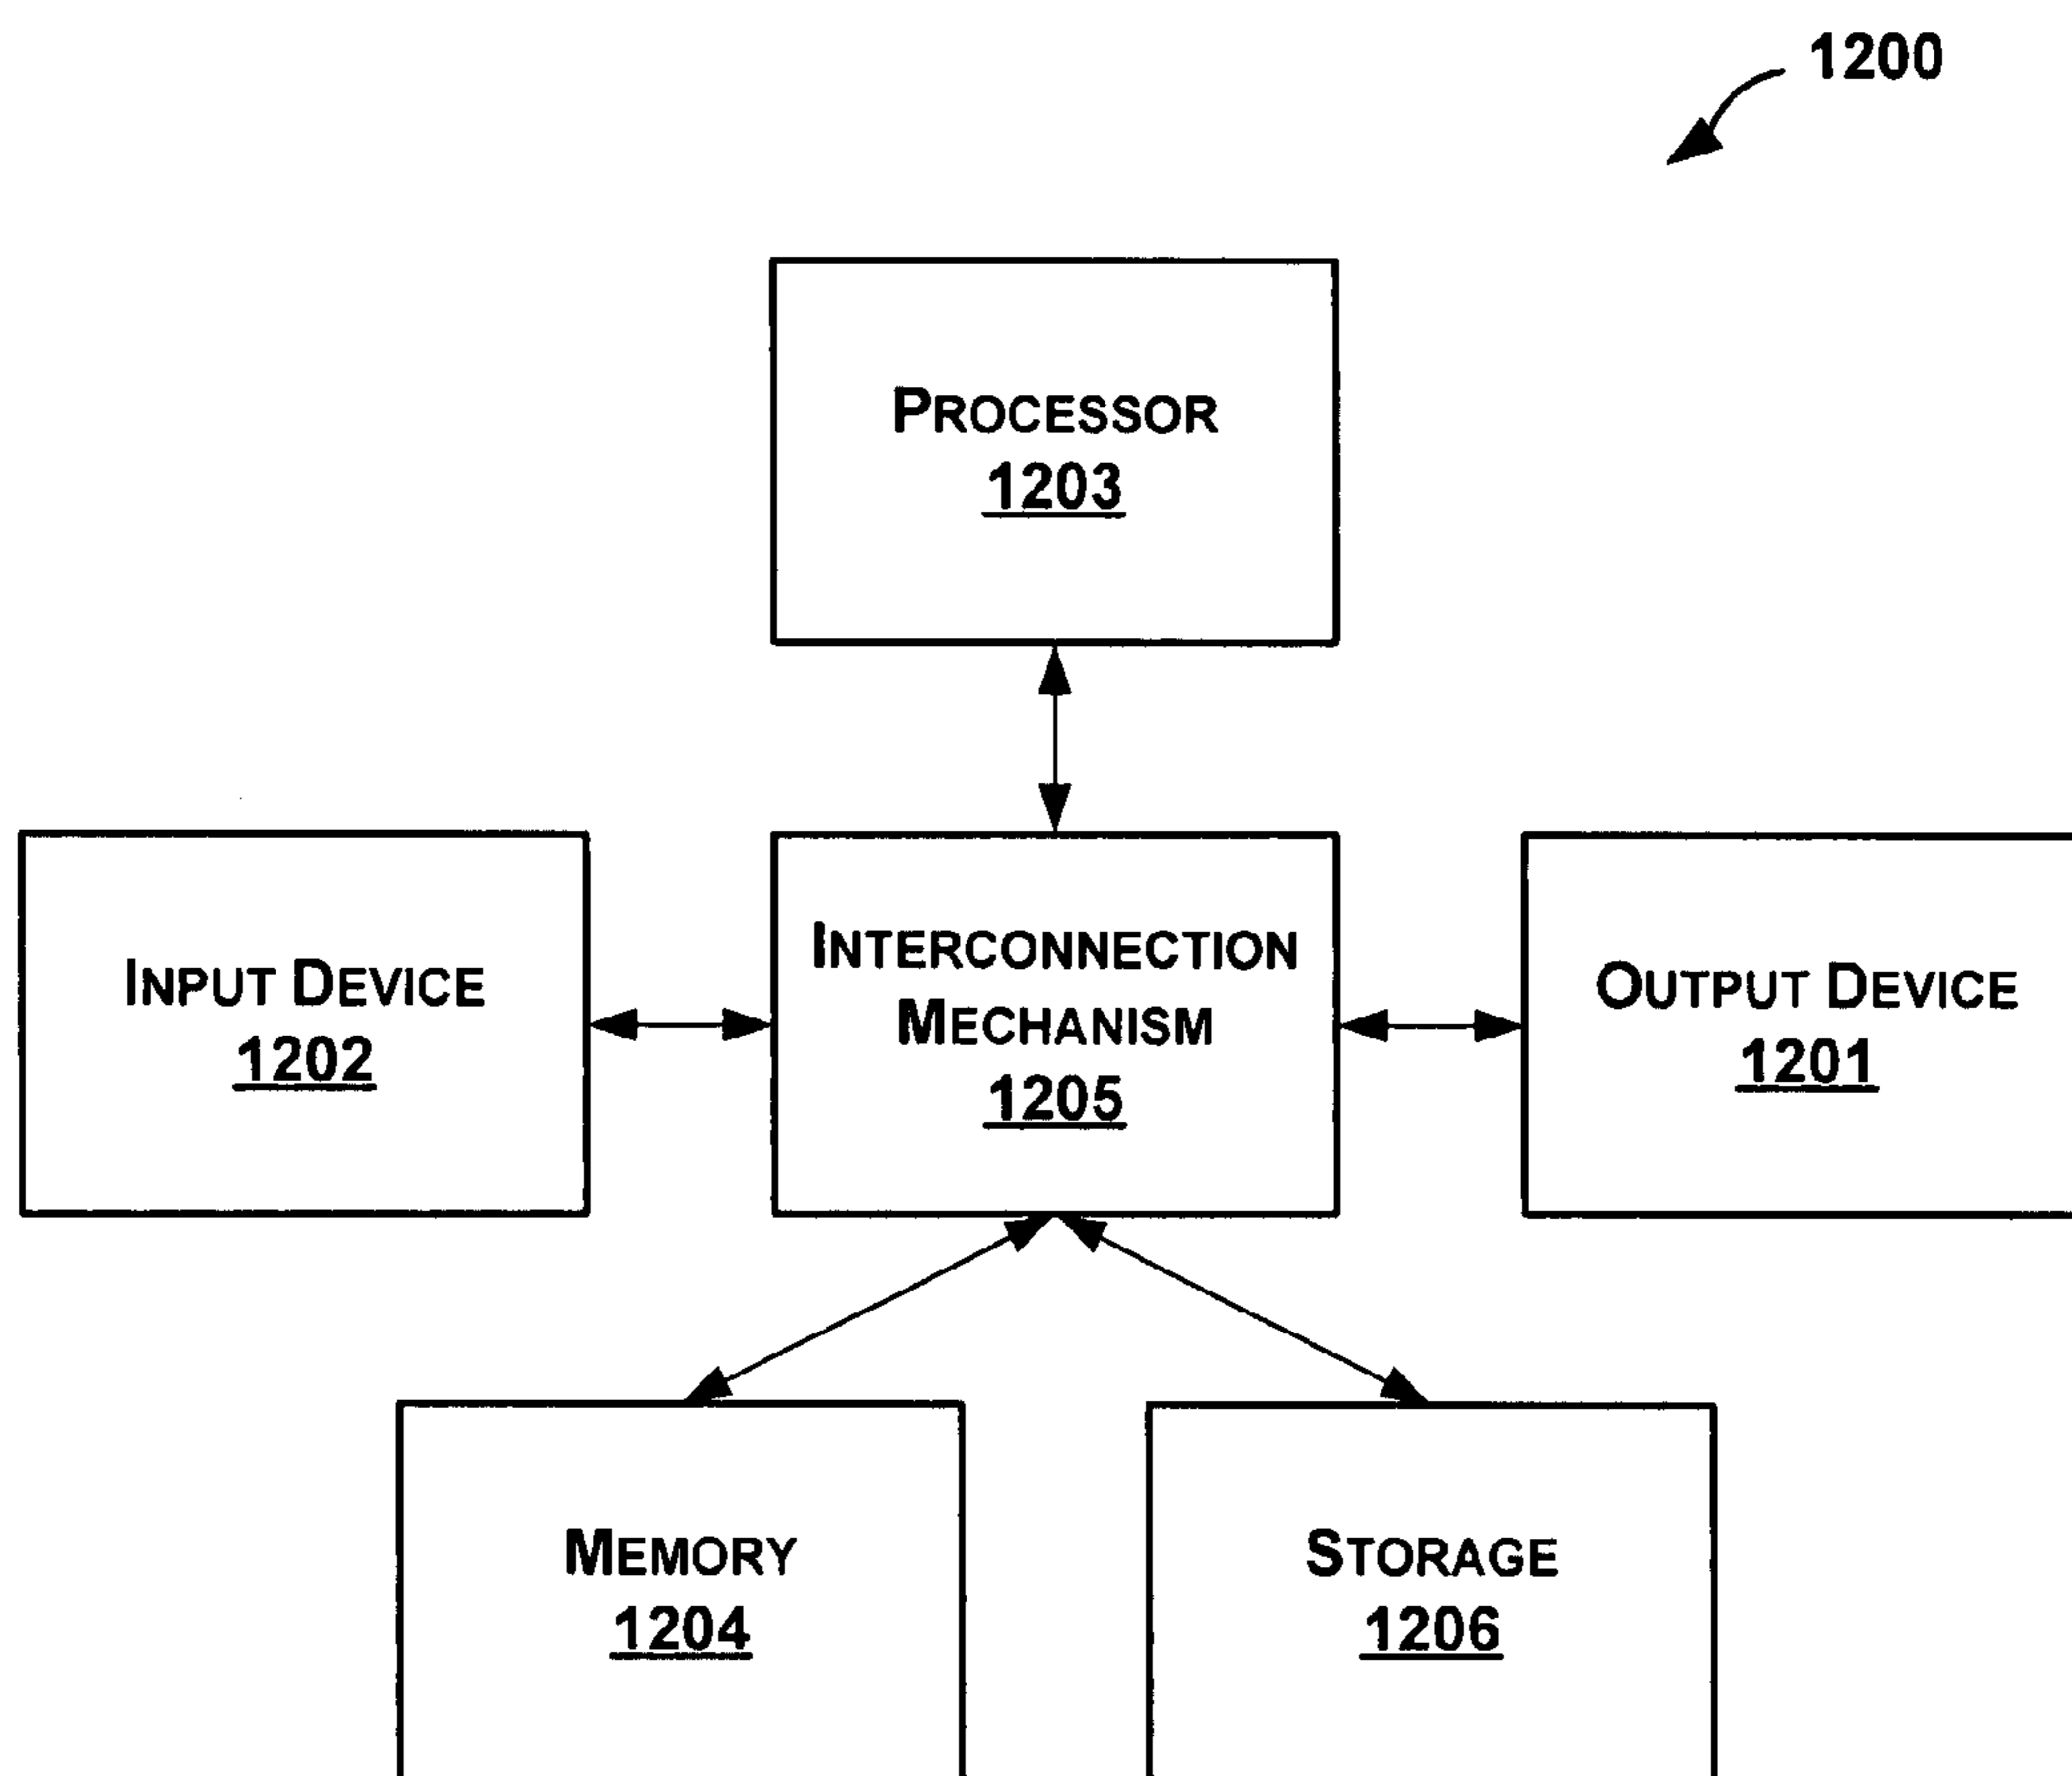 1200
PROCESSOR
1203
INPUT DEVICE
1202
INTERCONNECTION
MECHANISM
1205
OUTPUT DEVICE
1201
MEMORY
1204
STORAGE
1206